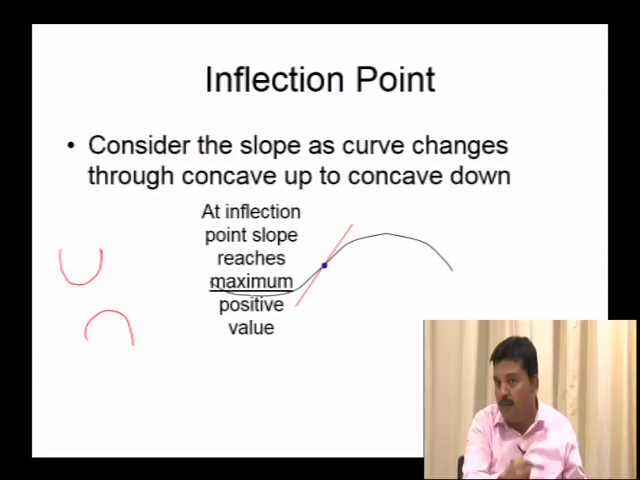 Inflection Point
• Consider the slope as curve changes
through concave up to concave down
At inflection
point slope
reaches
maximum
positive
value